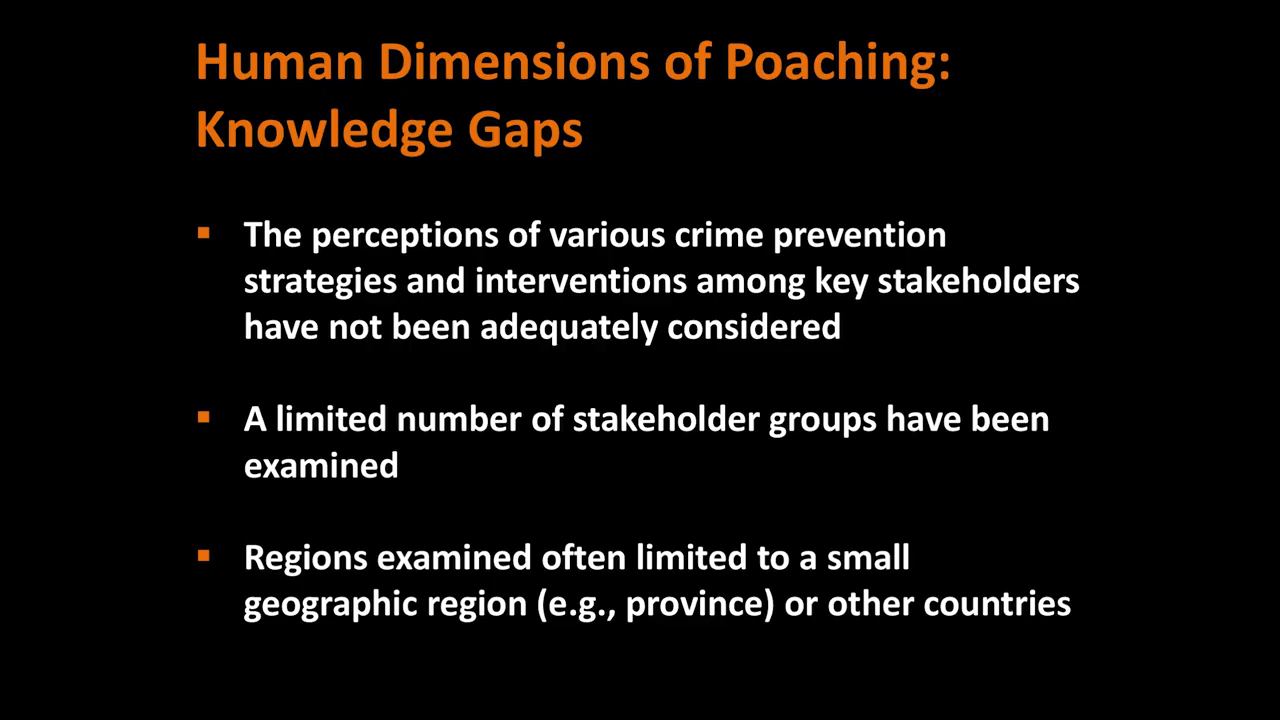 Human Dimensions of Poaching:
Knowledge Gaps
▪ The perceptions of various crime prevention
strategies and interventions among key stakeholders
have not been adequately considered
▪ A limited number of stakeholder groups have been
examined
▪ Regions examined often limited to a small
geographic region (e.g., province) or other countries